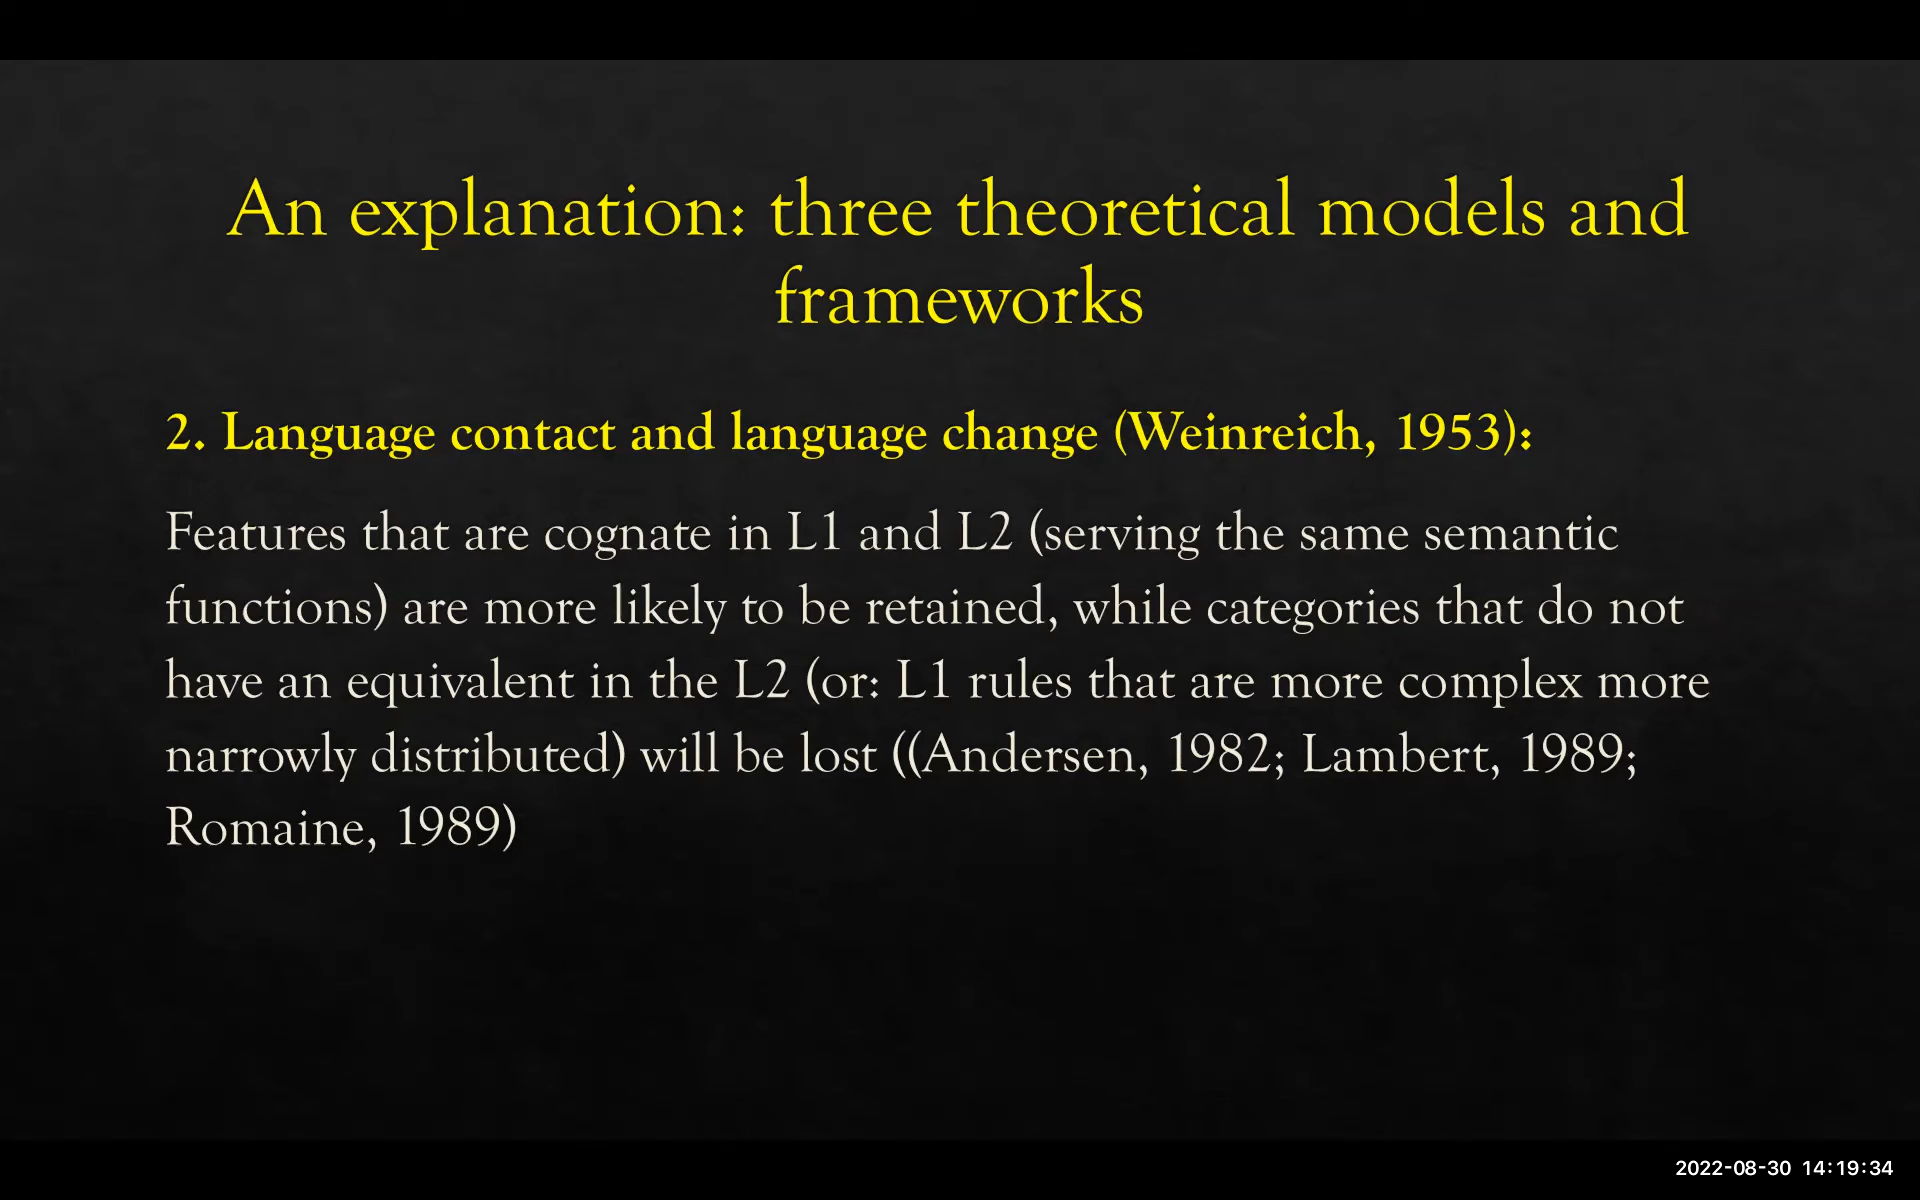 An explanation: three theoretical models and
frameworks
2. Language contact and language change (Weinreich, 1953):
Features that are cognate in L1 and L2 (serving the same semantic
functions) are more likely to be retained, while categories that do not
have an equivalent in the L2 (or: L1 rules that are more complex more
narrowly distributed) will be lost ((Andersen, 1982; Lambert, 1989;
Romaine, 1989)
2022-08-30 14:19:34